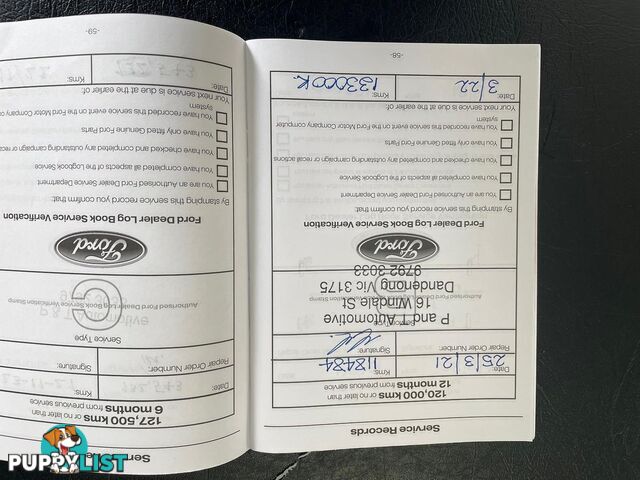 Service Records
120,000 kms or no later than
12 months from previous service
Date: 25/3/21
Kms: 118484
Repair Order Number:
Signature:
Service Type
P and T Automotive
16 Windale St
Dandenong Vic 3175
9792 3033
Authorised Ford Dealer Log Book Service Verification Stamp
Ford
Ford Dealer Log Book Service Verification
By stamping this service record you confirm that:
You are an Authorised Ford Dealer Service Department
You have completed all aspects of the Logbook Service
You have checked and completed any outstanding campaign or recall actions
You have only fitted Genuine Ford Parts
You have recorded this service event on the Ford Motor Company computer system
Your next service is due at the earlier of:
Date: 3/22
Kms: 133000K.
-58-
127,500 kms or no later than
6 months from previous service
Date:
Kms:
Repair Order Number:
Signature:
Service Type
C
Authorised Ford Dealer Log Book Service Verification Stamp
Ford
Ford Dealer Log Book Service Verification
By stamping this service record you confirm that:
You are an Authorised Ford Dealer Service Department
You have completed all aspects of the Logbook Service
You have checked and completed any outstanding campaign or recall
You have only fitted Genuine Ford Parts
You have recorded this service event on the Ford Motor Company
system
Your next service is due at the earlier of:
Date:
Kms:
-59-
PUPPYLIST